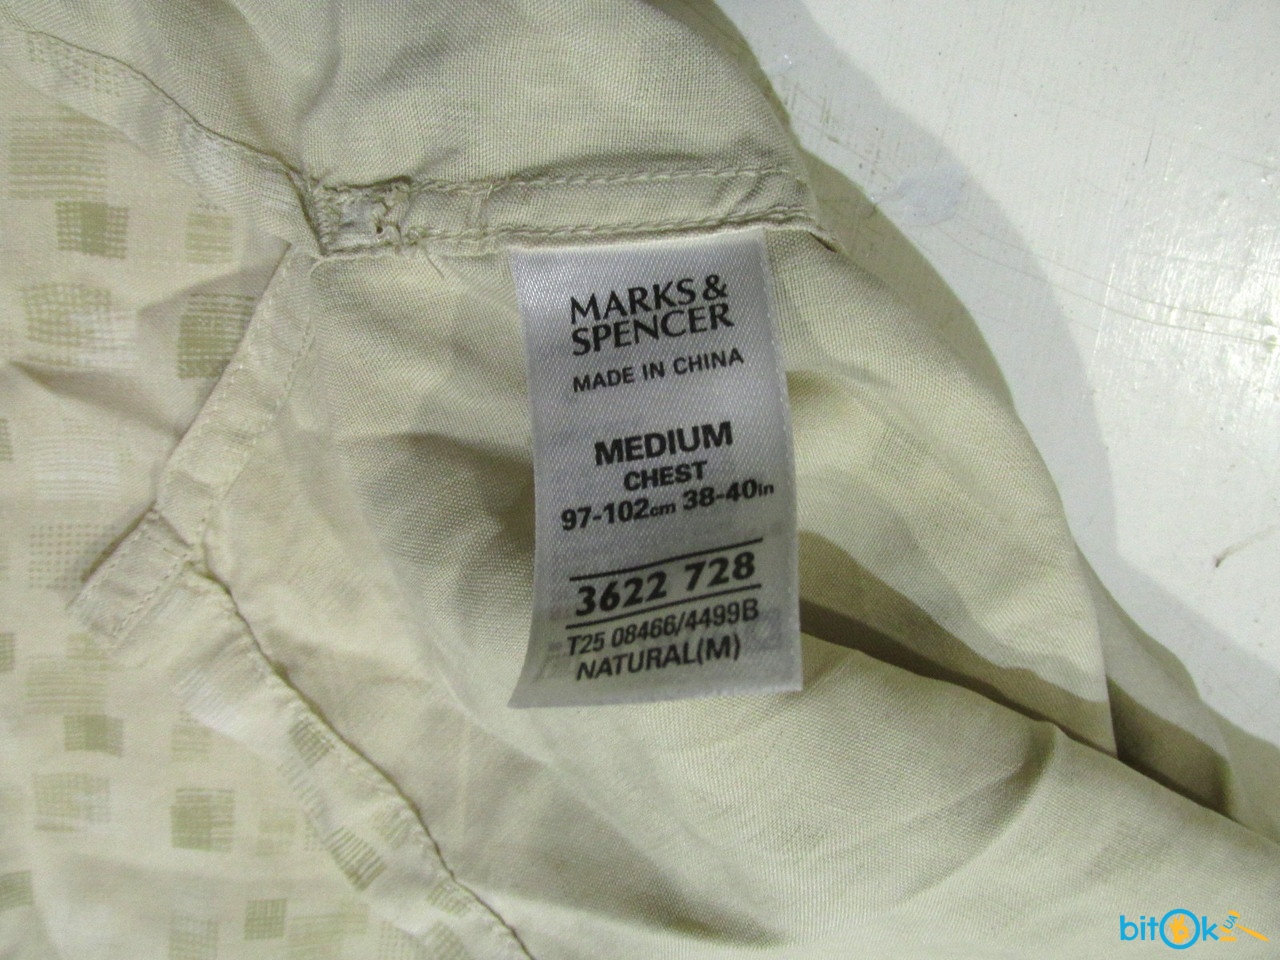 MARKS &
SPENCER
MADE IN CHINA
MEDIUM
CHEST
97-102cm 38-40in
3622 728
T25 08466/4499B
NATURAL(M)
bitOk